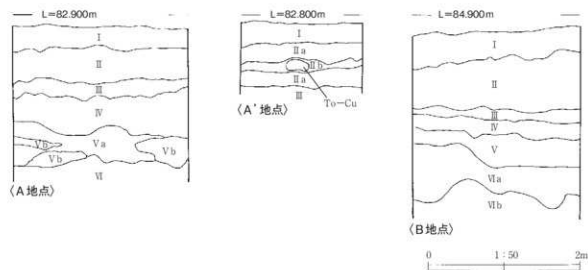 L=82.900m
I
II
III
IV
Va
Vb
Vb
Vb
VI
〈A地点〉
L=82.800m
I
IIa
IIb
IIa
III
To-Cu
〈A'地点〉
L=84.900m
I
II
III
IV
V
VIa
VIb
〈B地点〉
0 1:50 2m